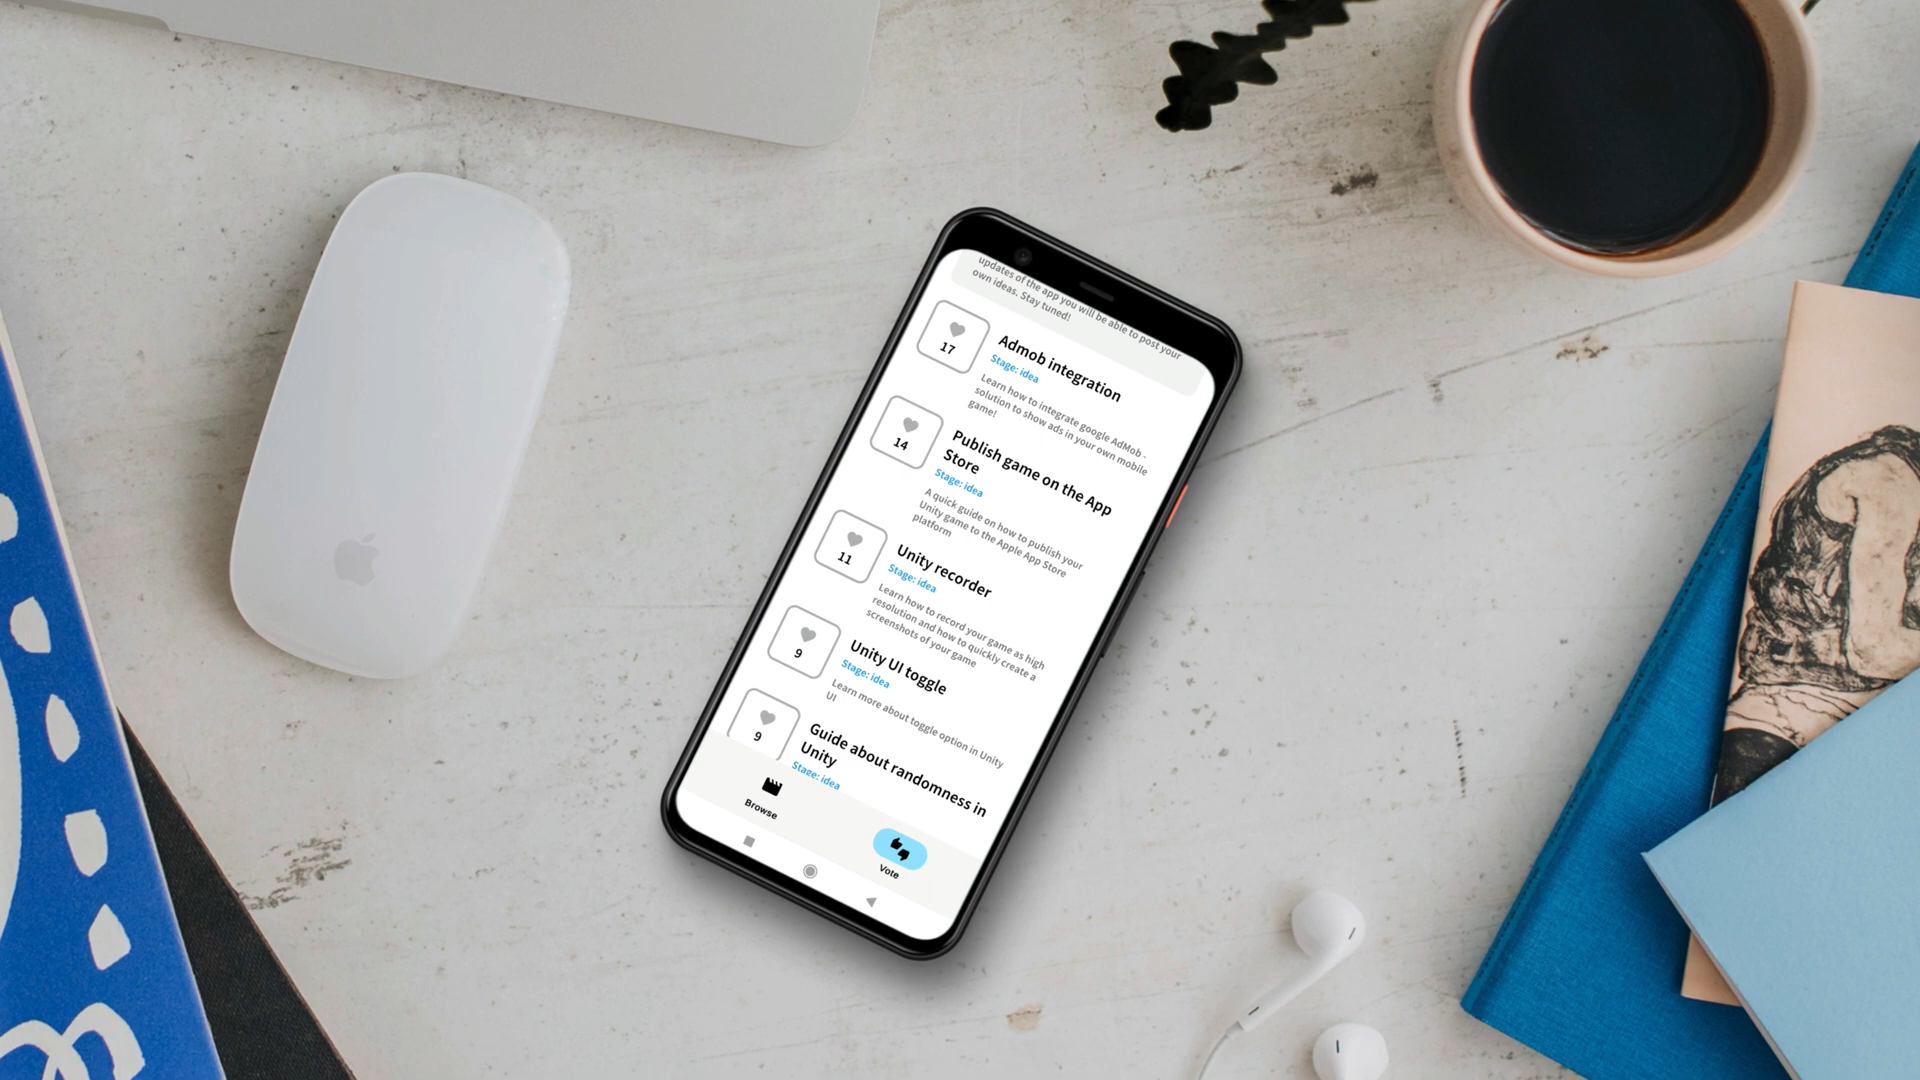 updates of the app you will be able to post your
own ideas. Stay tuned!
17
Admob integration
Stage: idea
Learn how to integrate google AdMob -
solution to show ads in your own mobile
game!
14
Publish game on the App
Store
Stage: idea
A quick guide on how to publish your
Unity game to the Apple App Store
platform
11
Unity recorder
Stage: idea
Learn how to record your game as high
resolution and how to quickly create a
screenshots of your game
9
Unity UI toggle
Stage: idea
Learn more about toggle option in Unity
UI
9
Guide about randomness in
Unity
Stage: idea
Browse
Vote